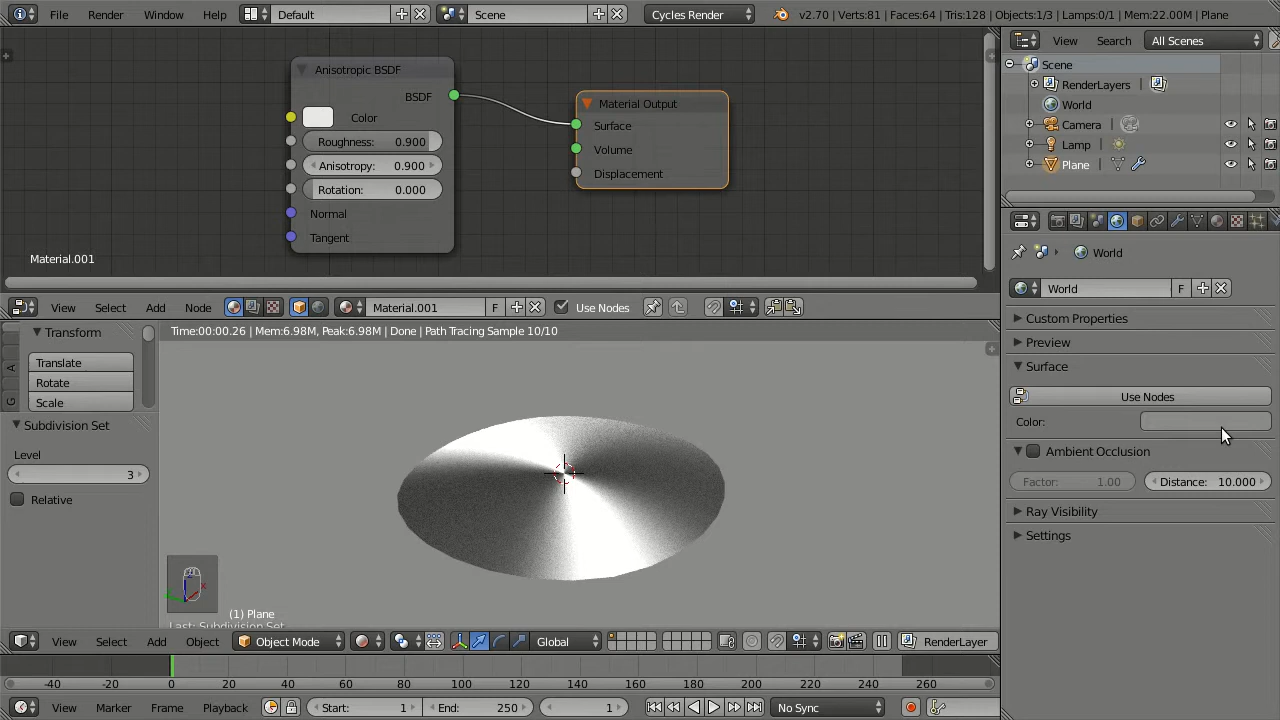 File Render Window Help Default Scene Cycles Render v2.70 | Verts:81 | Faces:64 | Tris:128 | Objects:1/3 | Lamps:0/1 | Mem:22.00M | Plane
View Search All Scenes
Scene
RenderLayers
World
Camera
Lamp
Plane
Anisotropic BSDF
BSDF
Color
Roughness: 0.900
Anisotropy: 0.900
Rotation: 0.000
Normal
Tangent
Material Output
Surface
Volume
Displacement
Material.001
View Select Add Node Material.001 F Use Nodes
World
World F
Custom Properties
Preview
Surface
Use Nodes
Color:
Ambient Occlusion
Factor: 1.00 Distance: 10.000
Ray Visibility
Settings
Transform
Translate
Rotate
Scale
A
G
Subdivision Set
Level
3
Relative
Time:00:00.26 | Mem:6.98M, Peak:6.98M | Done | Path Tracing Sample 10/10
x
(1) Plane
Last: Subdivision Set
View Select Add Object Object Mode Global RenderLayer
-40 -20 0 20 40 60 80 100 120 140 160 180 200 220 240 260
View Marker Frame Playback Start: 1 End: 250 1 No Sync